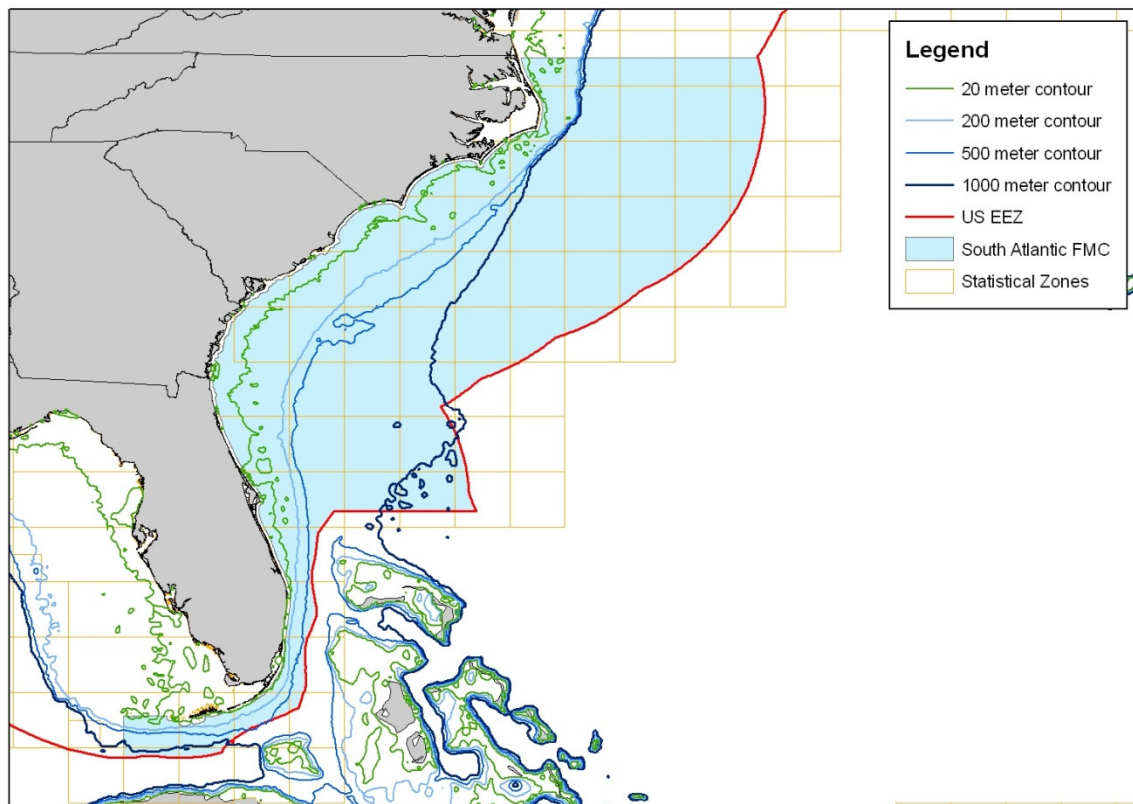 Legend
20 meter contour
200 meter contour
500 meter contour
1000 meter contour
US EEZ
South Atlantic FMC
Statistical Zones